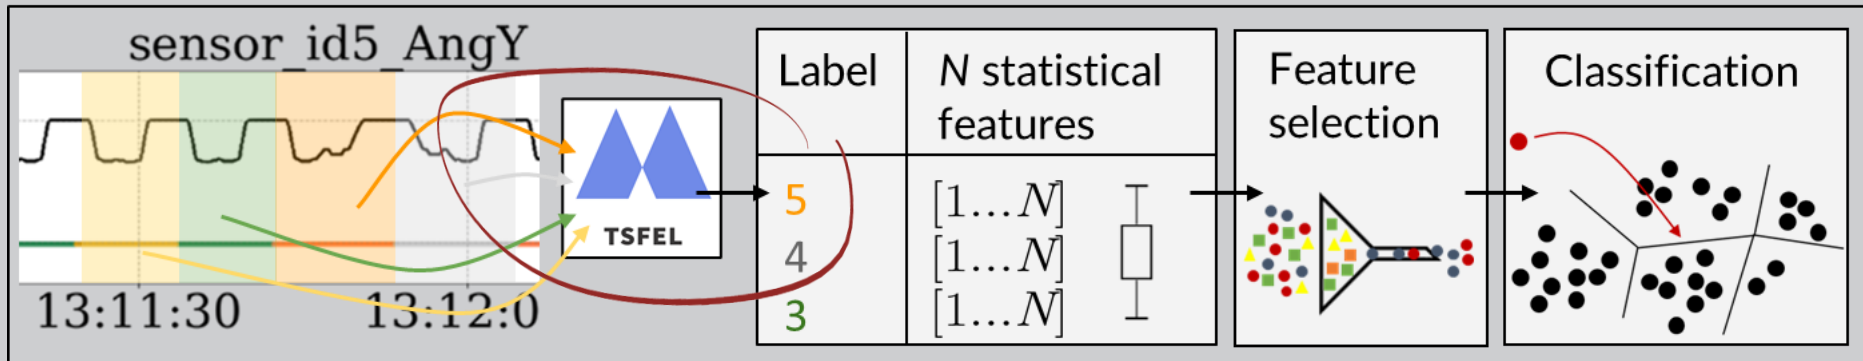 sensor_id5_AngY
13:11:30
13:12:0
TSFEL
Label
N statistical
features
5
[1...N]
4
[1...N]
3
[1...N]
Feature
selection
Classification